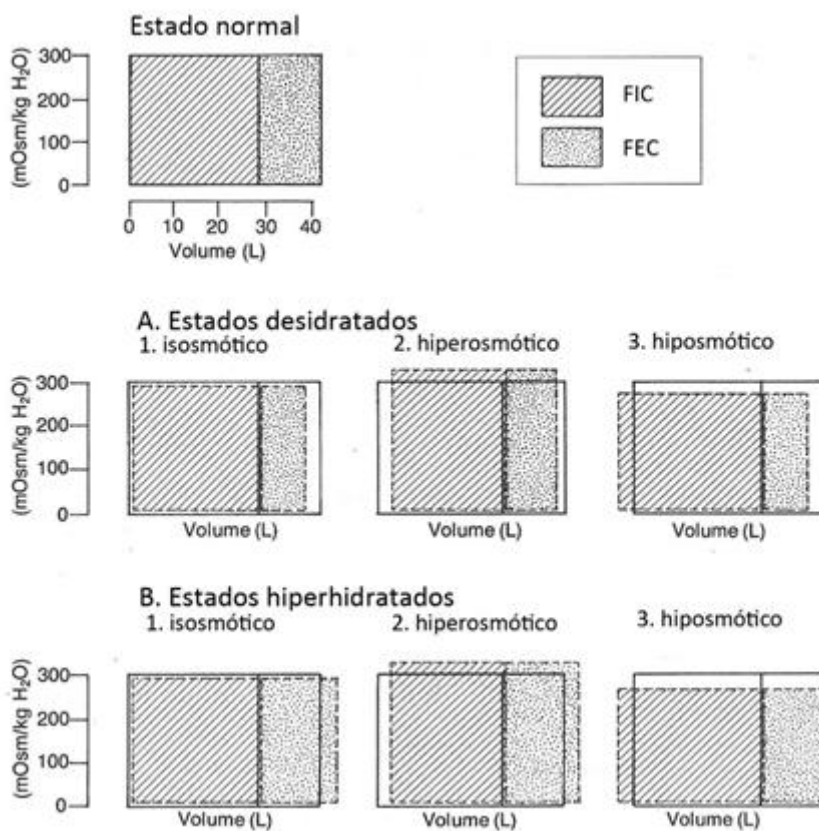 Estado normal
300
200
100
0
(mOsm/kg H₂O)
0 10 20 30 40
Volume (L)
FIC
FEC
A. Estados desidratados
1. isosmótico
2. hiperosmótico
3. hiposmótico
300
200
100
0
(mOsm/kg H₂O)
Volume (L)
Volume (L)
Volume (L)
B. Estados hiperhidratados
1. isosmótico
2. hiperosmótico
3. hiposmótico
300
200
100
0
(mOsm/kg H₂O)
Volume (L)
Volume (L)
Volume (L)